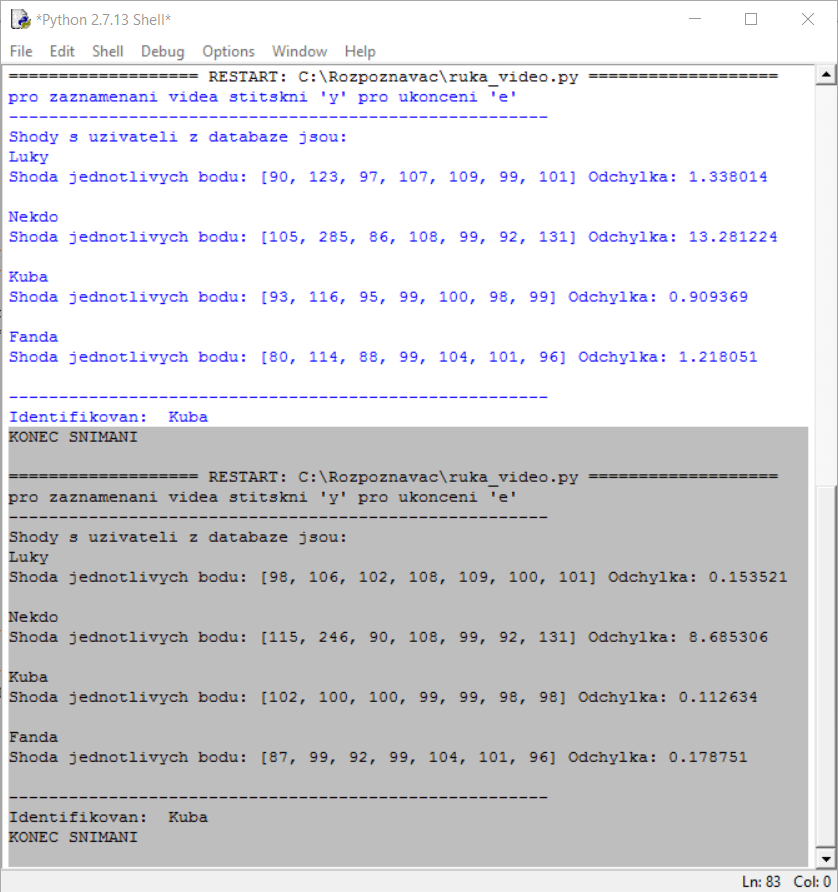 *Python 2.7.13 Shell*
File Edit Shell Debug Options Window Help
=================== RESTART: C:\Rozpoznavac\ruka_video.py ===================
pro zaznamenani videa stitskni 'y' pro ukonceni 'e'
------------------------------------------------------
Shody s uzivateli z databaze jsou:
Luky
Shoda jednotlivych bodu: [90, 123, 97, 107, 109, 99, 101] Odchylka: 1.338014
Nekdo
Shoda jednotlivych bodu: [105, 285, 86, 108, 99, 92, 131] Odchylka: 13.281224
Kuba
Shoda jednotlivych bodu: [93, 116, 95, 99, 100, 98, 99] Odchylka: 0.909369
Fanda
Shoda jednotlivych bodu: [80, 114, 88, 99, 104, 101, 96] Odchylka: 1.218051
------------------------------------------------------
Identifikovan:  Kuba
KONEC SNIMANI
=================== RESTART: C:\Rozpoznavac\ruka_video.py ===================
pro zaznamenani videa stitskni 'y' pro ukonceni 'e'
------------------------------------------------------
Shody s uzivateli z databaze jsou:
Luky
Shoda jednotlivych bodu: [98, 106, 102, 108, 109, 100, 101] Odchylka: 0.153521
Nekdo
Shoda jednotlivych bodu: [115, 246, 90, 108, 99, 92, 131] Odchylka: 8.685306
Kuba
Shoda jednotlivych bodu: [102, 100, 100, 99, 99, 98, 98] Odchylka: 0.112634
Fanda
Shoda jednotlivych bodu: [87, 99, 92, 99, 104, 101, 96] Odchylka: 0.178751
------------------------------------------------------
Identifikovan:  Kuba
KONEC SNIMANI
Ln: 83 Col: 0